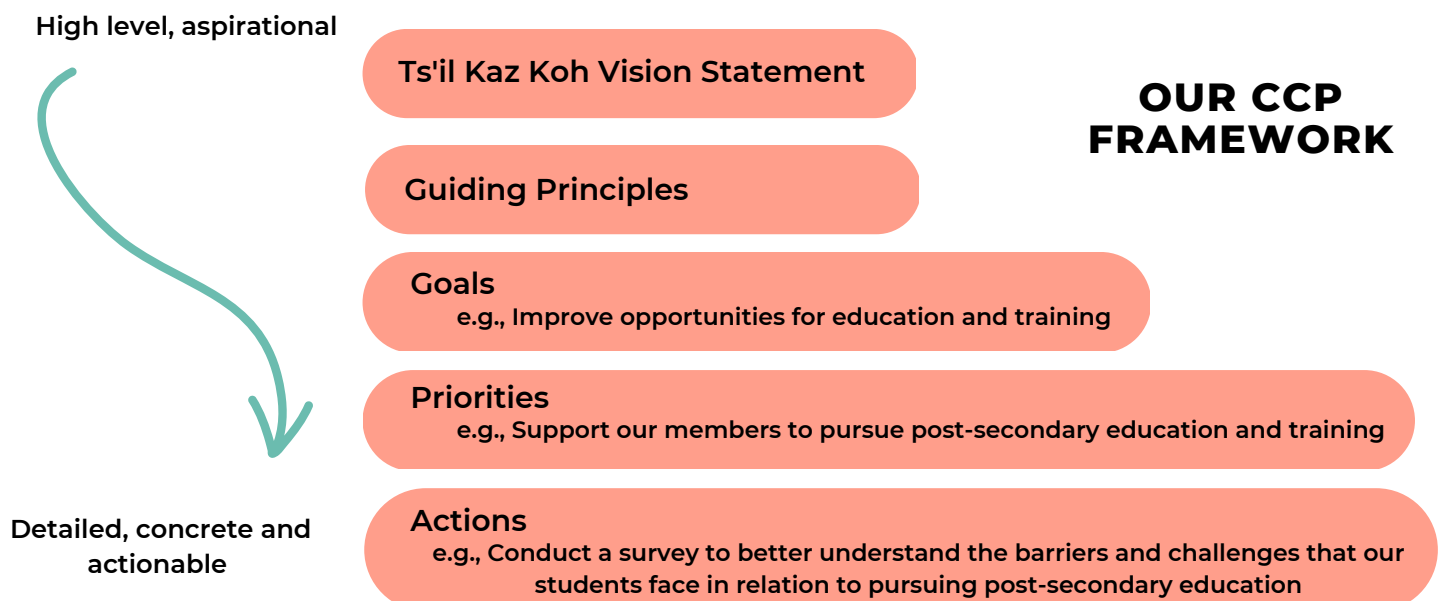 High level, aspirational
Ts'il Kaz Koh Vision Statement
OUR CCP
FRAMEWORK
Guiding Principles
Goals
e.g., Improve opportunities for education and training
Priorities
e.g., Support our members to pursue post-secondary education and training
Detailed, concrete and
actionable
Actions
e.g., Conduct a survey to better understand the barriers and challenges that our
students face in relation to pursuing post-secondary education